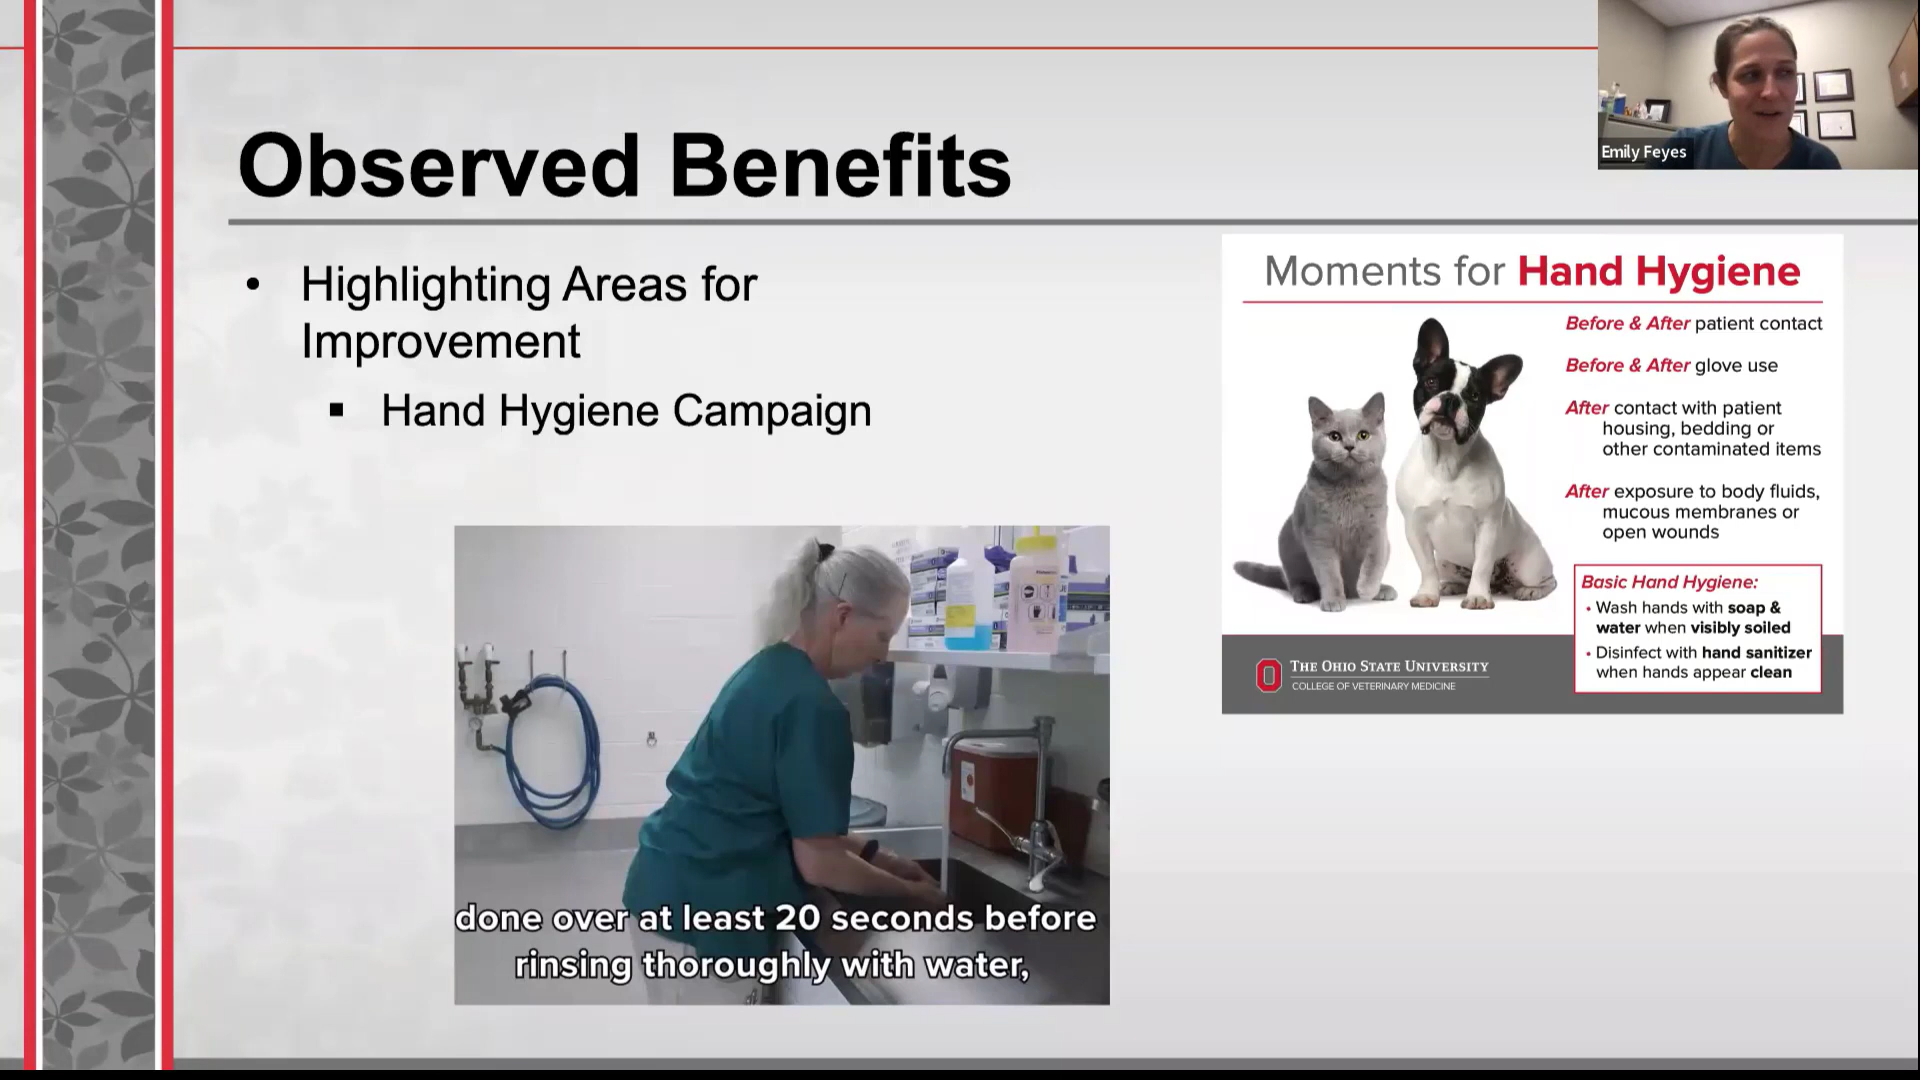 Emily Feyes
Observed Benefits
• Highlighting Areas for
Improvement
▪ Hand Hygiene Campaign
Moments for Hand Hygiene
Before & After patient contact
Before & After glove use
After contact with patient
housing, bedding or
other contaminated items
After exposure to body fluids,
mucous membranes or
open wounds
Basic Hand Hygiene:
• Wash hands with soap &
water when visibly soiled
• Disinfect with hand sanitizer
when hands appear clean
THE OHIO STATE UNIVERSITY
COLLEGE OF VETERINARY MEDICINE
done over at least 20 seconds before
rinsing thoroughly with water,